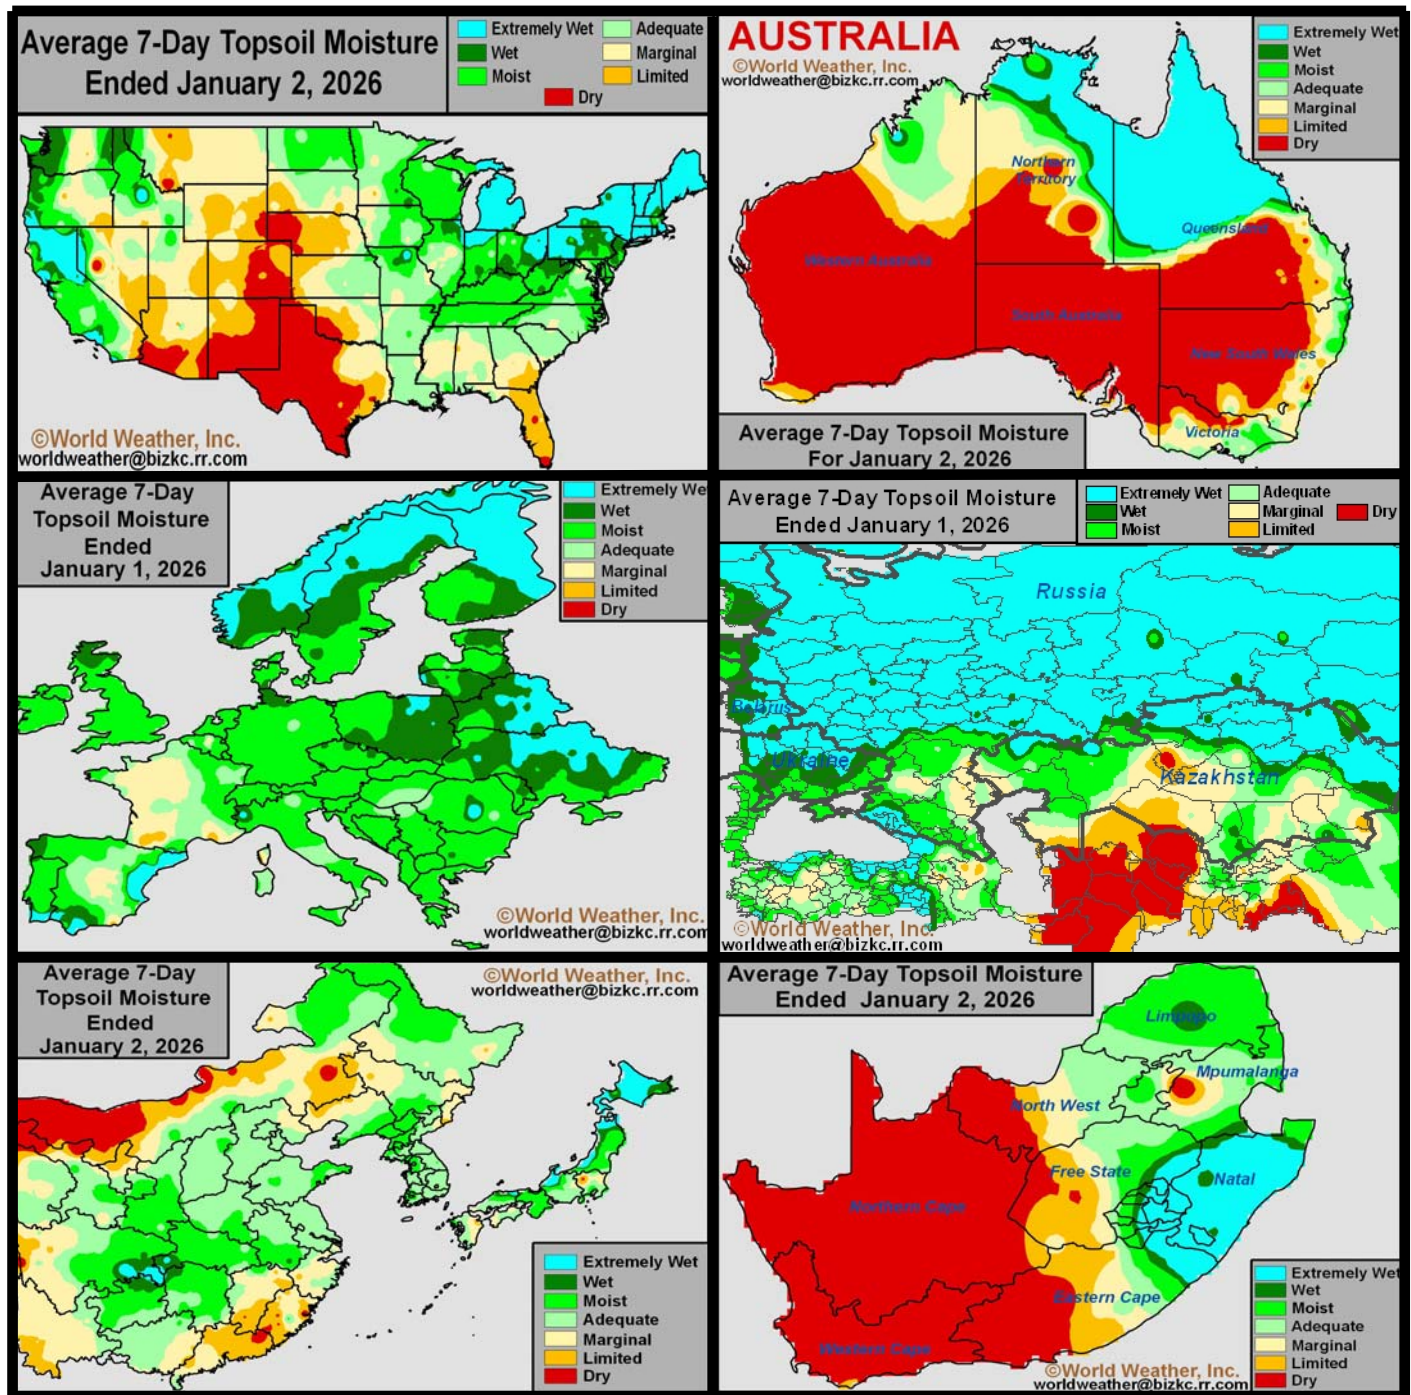 Average 7-Day Topsoil Moisture
Ended January 2, 2026
Extremely Wet
Wet
Moist
Adequate
Marginal
Limited
Dry
©World Weather, Inc.
worldweather@bizkc.rr.com
AUSTRALIA
©World Weather, Inc.
worldweather@bizkc.rr.com
Extremely Wet
Wet
Moist
Adequate
Marginal
Limited
Dry
Northern
Territory
Queensland
Western Australia
South Australia
New South Wales
Victoria
Average 7-Day Topsoil Moisture
For January 2, 2026
Average 7-Day
Topsoil Moisture
Ended
January 1, 2026
Extremely We
Wet
Moist
Adequate
Marginal
Limited
Dry
©World Weather, Inc.
worldweather@bizkc.rr.com
Average 7-Day Topsoil Moisture
Ended January 1, 2026
Extremely Wet
Wet
Moist
Adequate
Marginal
Limited
Dry
Russia
Belarus
Ukraine
Kazakhstan
©World Weather, Inc.
worldweather@bizkc.rr.com
Average 7-Day
Topsoil Moisture
Ended
January 2, 2026
©World Weather, Inc.
worldweather@bizkc.rr.com
Extremely Wet
Wet
Moist
Adequate
Marginal
Limited
Dry
Average 7-Day Topsoil Moisture
Ended January 2, 2026
Limpopo
Mpumalanga
North West
Free State
Natal
Northern Cape
Eastern Cape
Western Cape
Extremely Wet
Wet
Moist
Adequate
Marginal
Limited
Dry
©World Weather, Inc.
worldweather@bizkc.rr.com